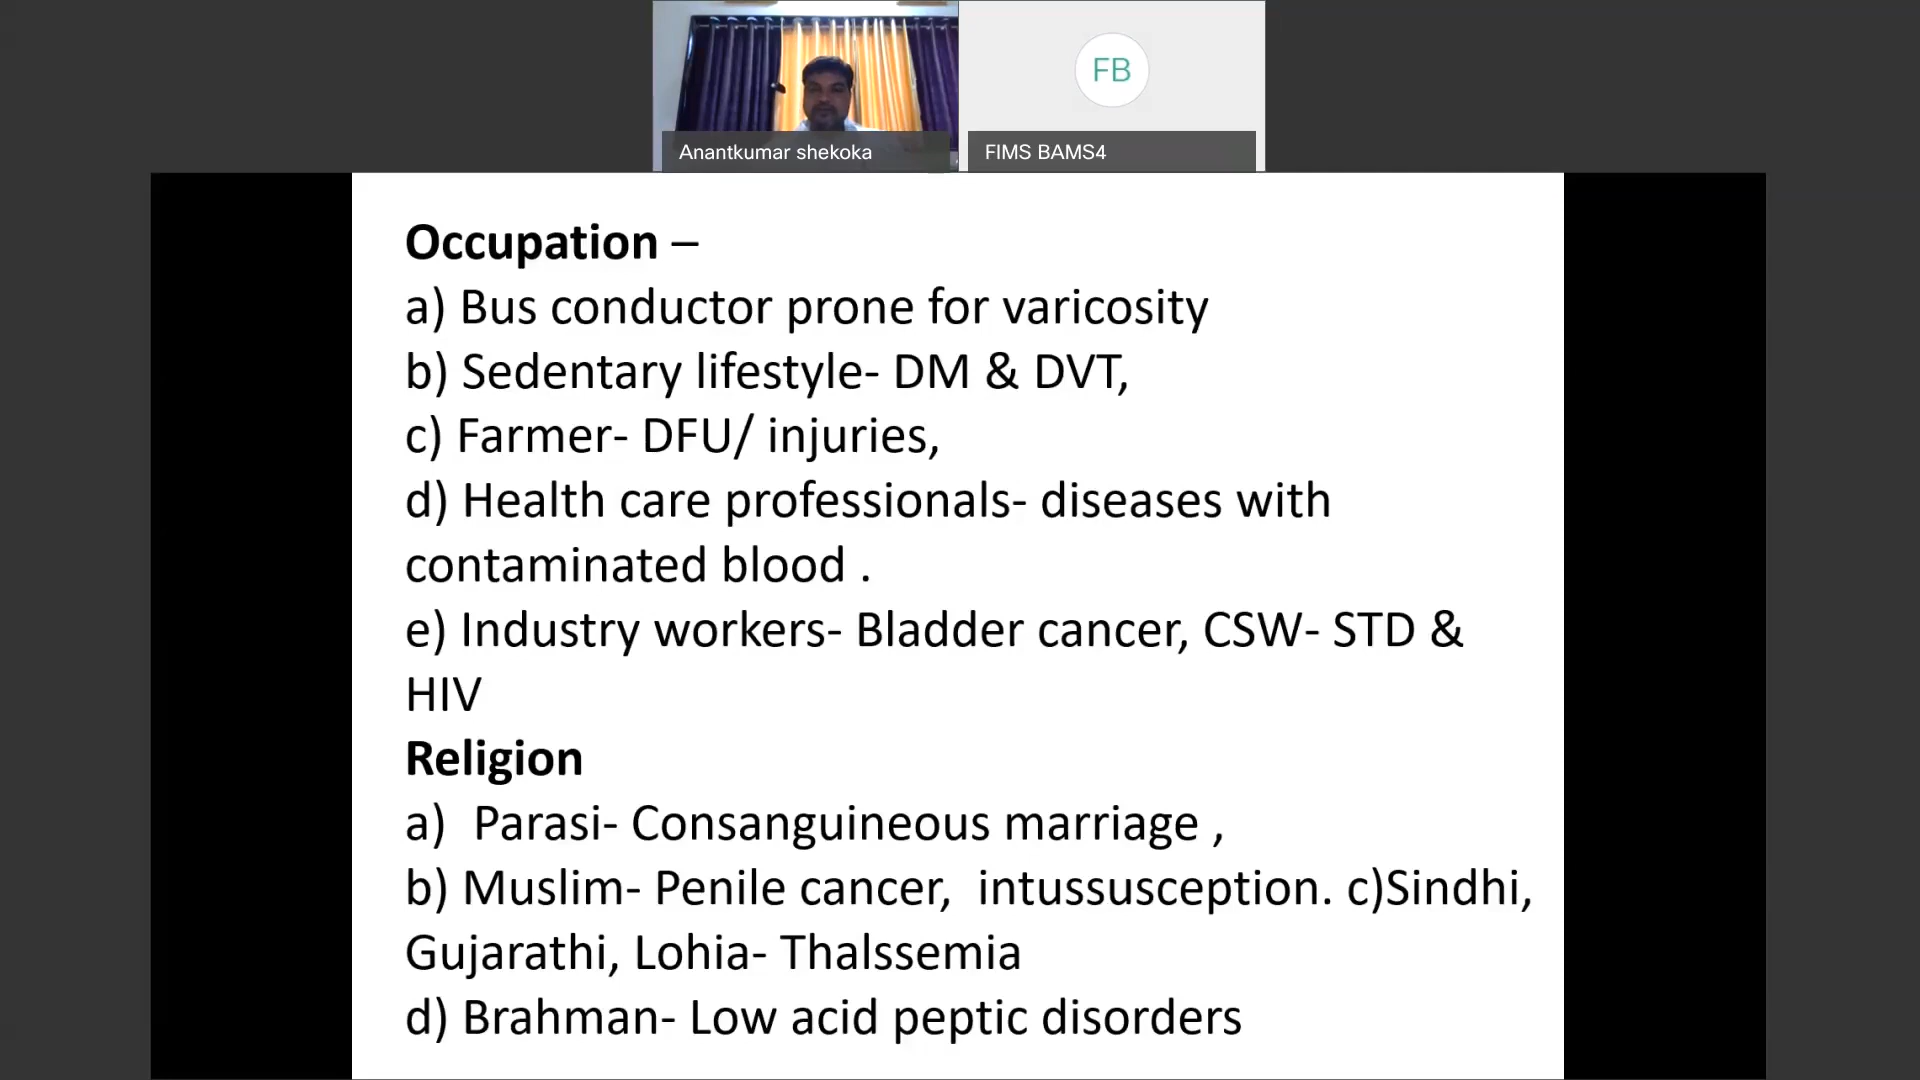 FB
Anantkumar shekoka
FIMS BAMS4
Occupation –
a) Bus conductor prone for varicosity
b) Sedentary lifestyle- DM & DVT,
c) Farmer- DFU/ injuries,
d) Health care professionals- diseases with
contaminated blood .
e) Industry workers- Bladder cancer, CSW- STD &
HIV
Religion
a) Parasi- Consanguineous marriage ,
b) Muslim- Penile cancer, intussusception. c)Sindhi,
Gujarathi, Lohia- Thalssemia
d) Brahman- Low acid peptic disorders